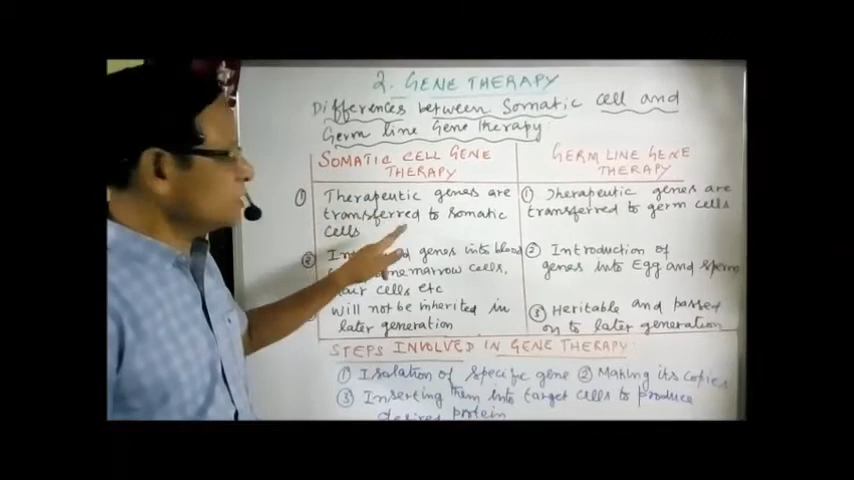 2. GENE THERAPY
Differences between Somatic cell and
Germ line Gene therapy
SOMATIC CELL GENE
THERAPY
① Therapeutic genes are
transferred to Somatic
cells
② genes into blood
marrow cells,
cells etc
will not be inherited in
later generation
GERM LINE GENE
THERAPY
① Therapeutic genes are
transferred to germ cells
② Introduction of
genes into Egg and sperm
③ Heritable and passed
on to later generation
STEPS INVOLVED IN GENE THERAPY:
① Isolation of specific gene ② Making its copies
③ Inserting them into target cells to produce
desired protein